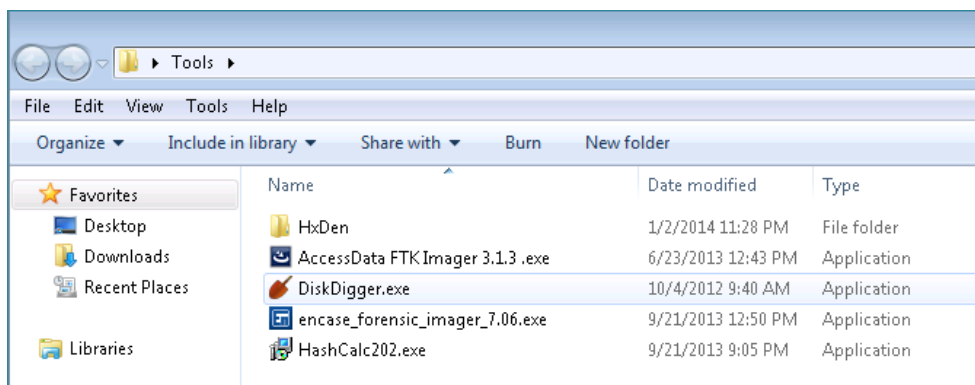 Tools
File Edit View Tools Help
Organize Include in library Share with Burn New folder
Favorites
Desktop
Downloads
Recent Places
Libraries
Name Date modified Type
HxDen 1/2/2014 11:28 PM File folder
AccessData FTK Imager 3.1.3 .exe 6/23/2013 12:43 PM Application
DiskDigger.exe 10/4/2012 9:40 AM Application
encase_forensic_imager_7.06.exe 9/21/2013 12:50 PM Application
HashCalc202.exe 9/21/2013 9:05 PM Application